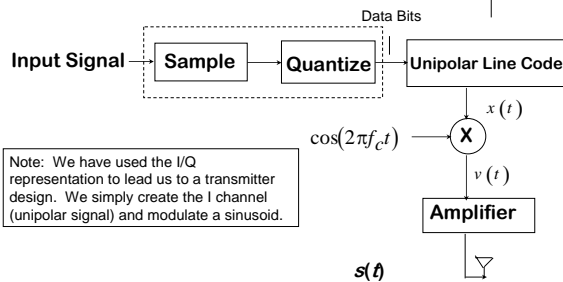 Data Bits
Input Signal
Sample
Quantize
Unipolar Line Code
x(t)
cos(2πf_c t)
X
v(t)
Note: We have used the I/Q
representation to lead us to a transmitter
design. We simply create the I channel
(unipolar signal) and modulate a sinusoid.
Amplifier
s(t)